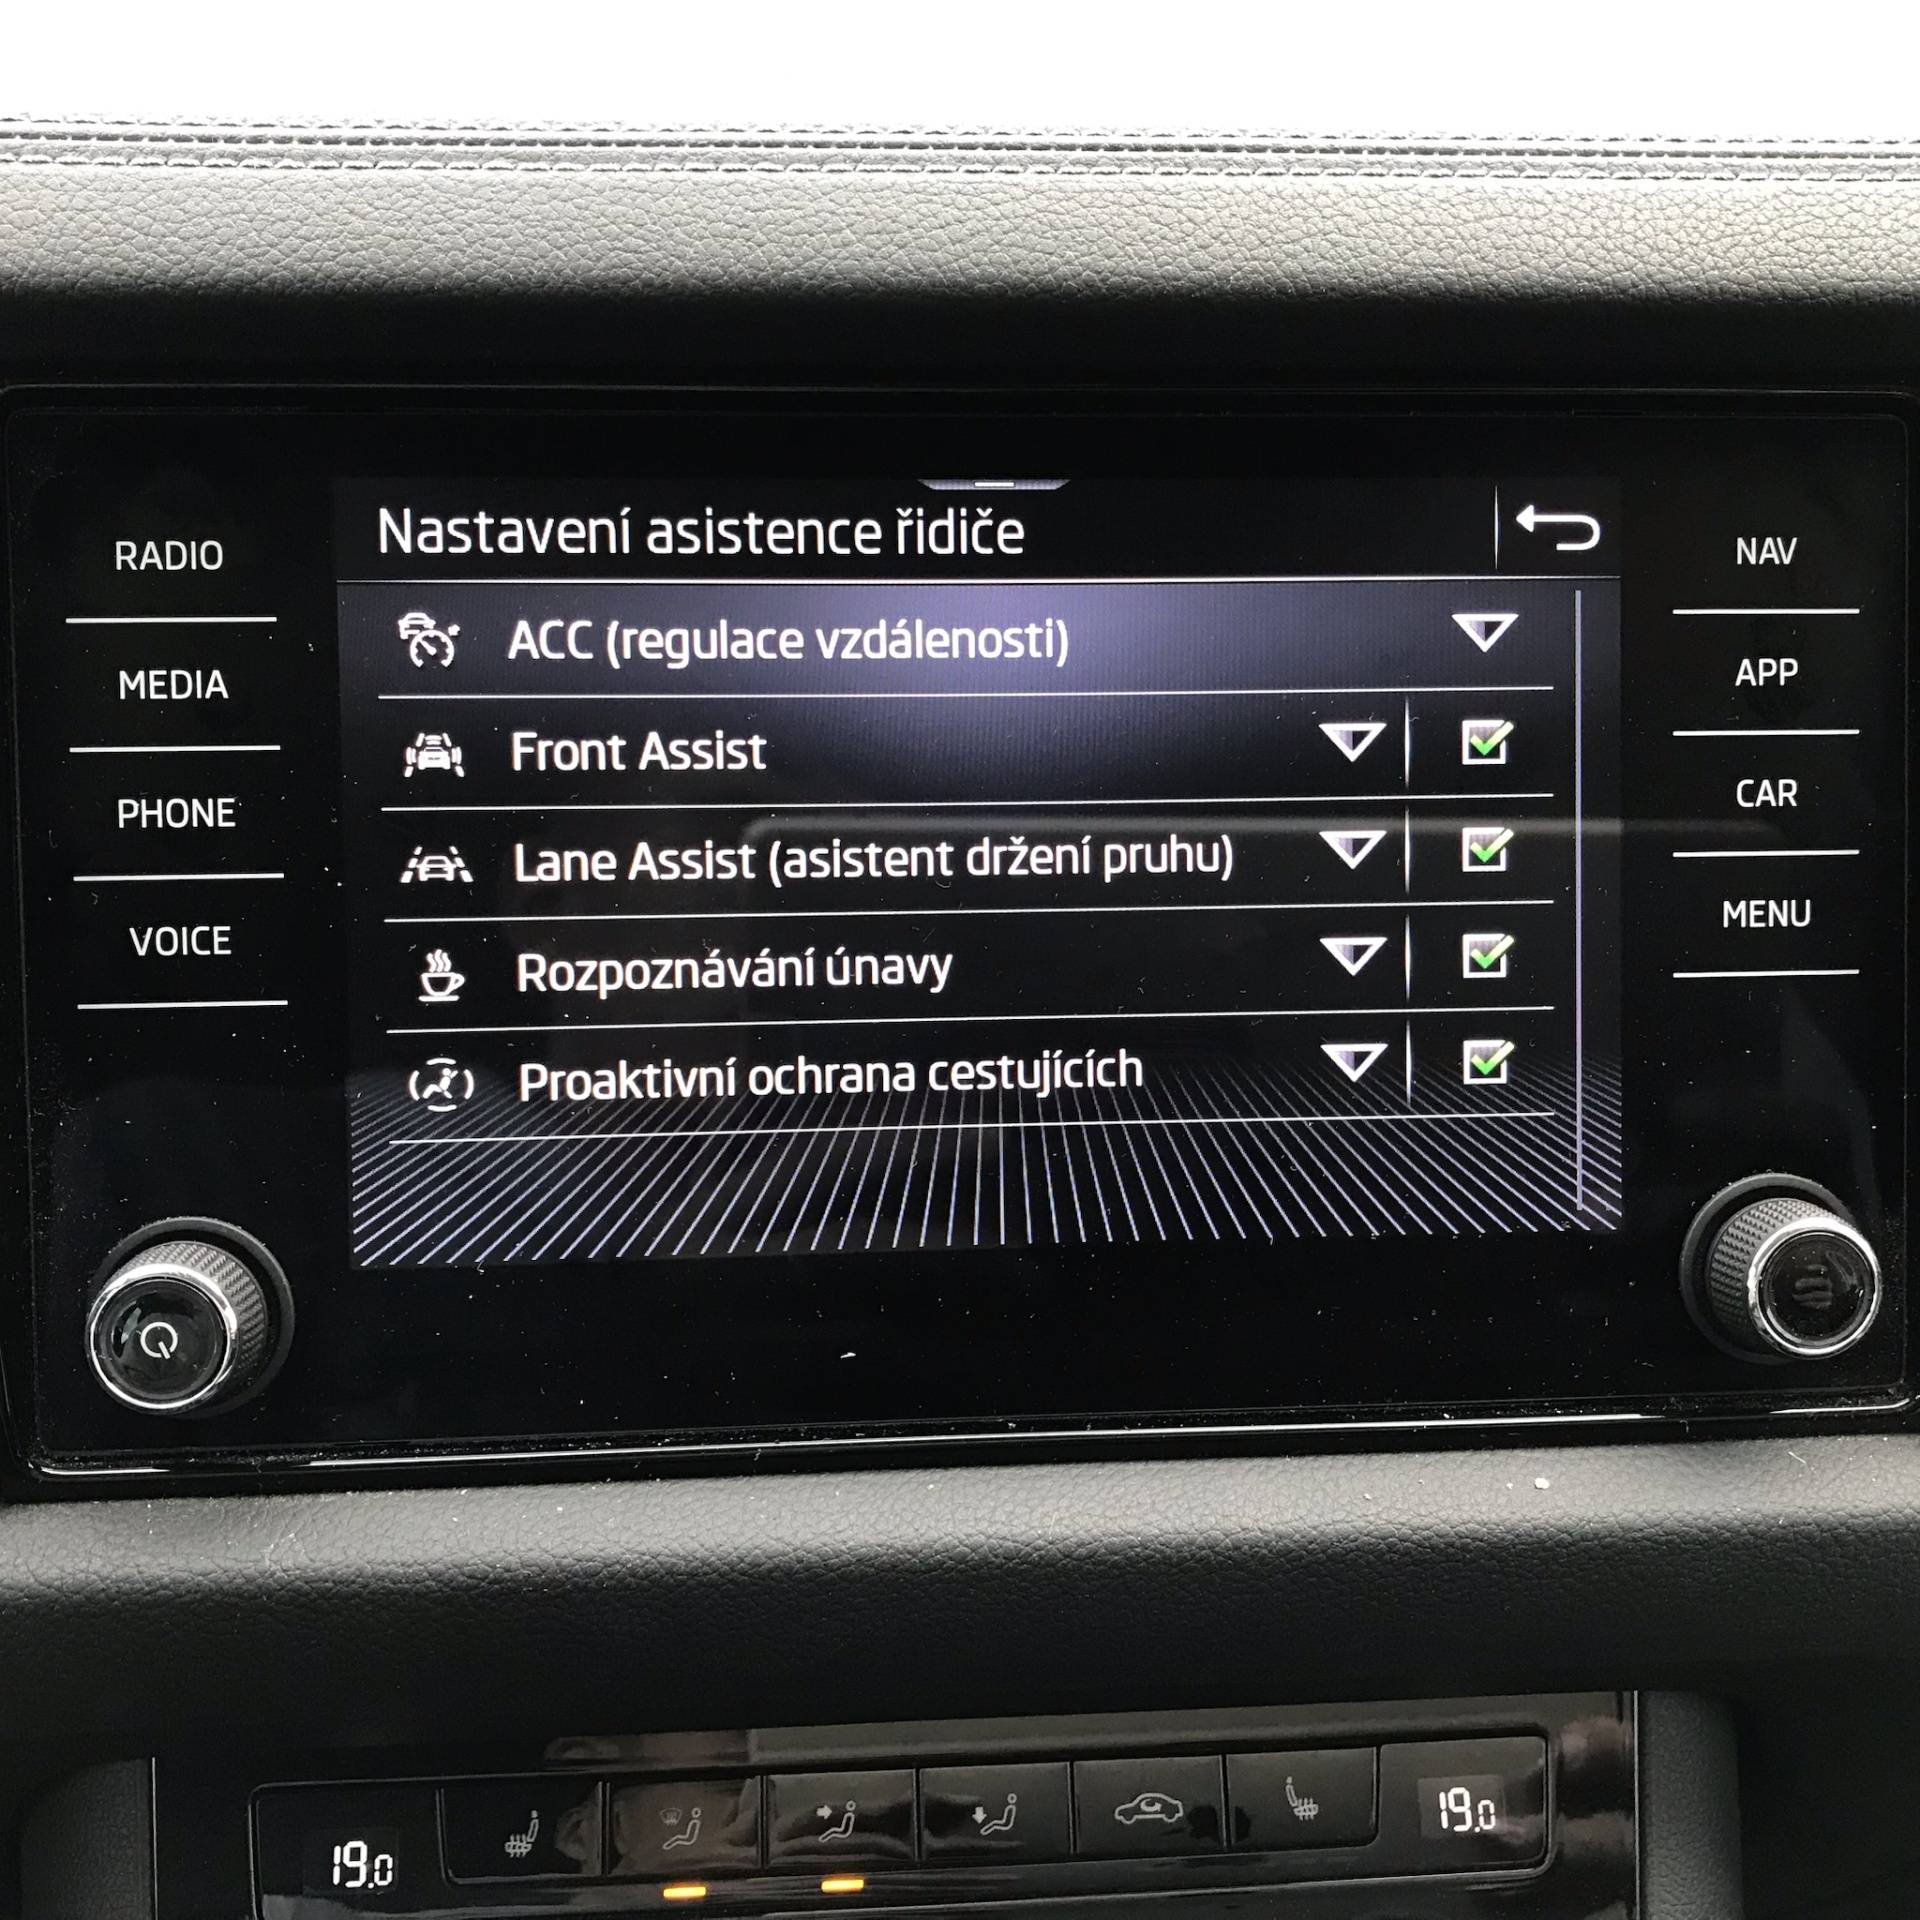 Nastavení asistence řidiče
ACC (regulace vzdálenosti)
Front Assist
Lane Assist (asistent držení pruhu)
Rozpoznávání únavy
Proaktivní ochrana cestujících
RADIO
MEDIA
PHONE
VOICE
NAV
APP
CAR
MENU
19.0
19.0